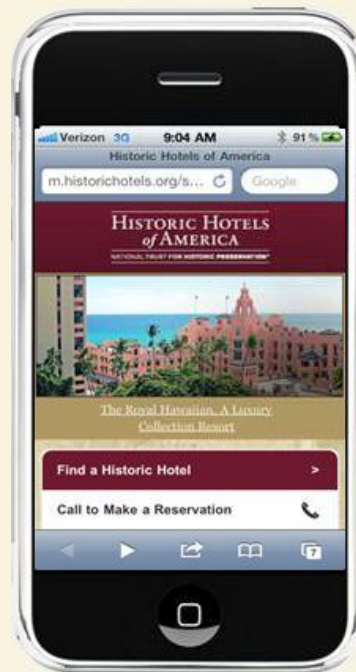 Verizon 3G 9:04 AM 91%
Historic Hotels of America
m.historichotels.org/s... Google
HISTORIC HOTELS
of AMERICA
NATIONAL TRUST FOR HISTORIC PRESERVATION®
The Royal Hawaiian, A Luxury
Collection Resort
Find a Historic Hotel >
Call to Make a Reservation
7